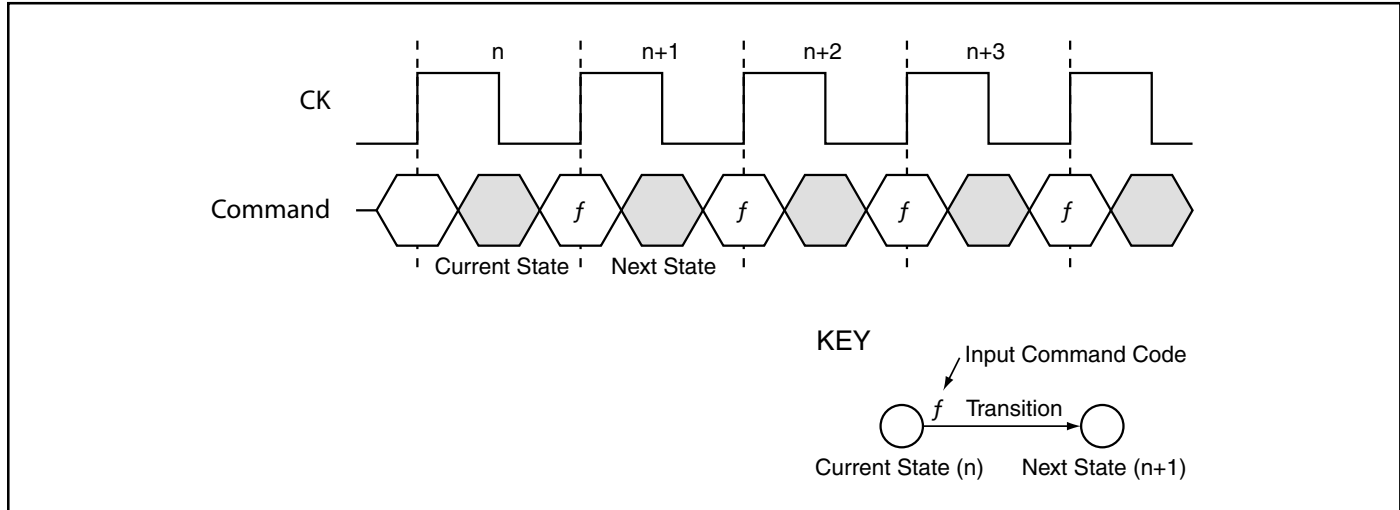 n n+1 n+2 n+3
CK
Command f f f f
Current State Next State
KEY
Input Command Code
f Transition
Current State (n) Next State (n+1)